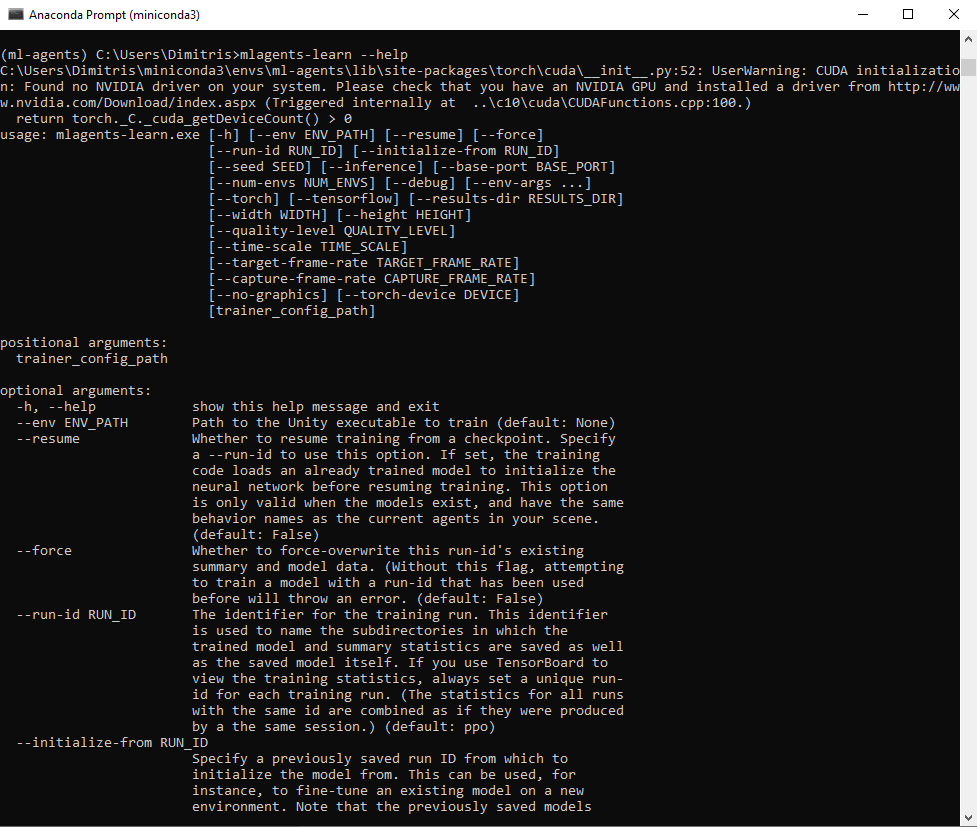 Anaconda Prompt (miniconda3)
(ml-agents) C:\Users\Dimitris>mlagents-learn --help
C:\Users\Dimitris\miniconda3\envs\ml-agents\lib\site-packages\torch\cuda\__init__.py:52: UserWarning: CUDA initializatio
n: Found no NVIDIA driver on your system. Please check that you have an NVIDIA GPU and installed a driver from http://ww
w.nvidia.com/Download/index.aspx (Triggered internally at  ..\c10\cuda\CUDAFunctions.cpp:100.)
  return torch._C._cuda_getDeviceCount() > 0
usage: mlagents-learn.exe [-h] [--env ENV_PATH] [--resume] [--force]
                          [--run-id RUN_ID] [--initialize-from RUN_ID]
                          [--seed SEED] [--inference] [--base-port BASE_PORT]
                          [--num-envs NUM_ENVS] [--debug] [--env-args ...]
                          [--torch] [--tensorflow] [--results-dir RESULTS_DIR]
                          [--width WIDTH] [--height HEIGHT]
                          [--quality-level QUALITY_LEVEL]
                          [--time-scale TIME_SCALE]
                          [--target-frame-rate TARGET_FRAME_RATE]
                          [--capture-frame-rate CAPTURE_FRAME_RATE]
                          [--no-graphics] [--torch-device DEVICE]
                          [trainer_config_path]

positional arguments:
  trainer_config_path

optional arguments:
  -h, --help            show this help message and exit
  --env ENV_PATH        Path to the Unity executable to train (default: None)
  --resume              Whether to resume training from a checkpoint. Specify
                        a --run-id to use this option. If set, the training
                        code loads an already trained model to initialize the
                        neural network before resuming training. This option
                        is only valid when the models exist, and have the same
                        behavior names as the current agents in your scene.
                        (default: False)
  --force               Whether to force-overwrite this run-id's existing
                        summary and model data. (Without this flag, attempting
                        to train a model with a run-id that has been used
                        before will throw an error. (default: False)
  --run-id RUN_ID       The identifier for the training run. This identifier
                        is used to name the subdirectories in which the
                        trained model and summary statistics are saved as well
                        as the saved model itself. If you use TensorBoard to
                        view the training statistics, always set a unique run-
                        id for each training run. (The statistics for all runs
                        with the same id are combined as if they were produced
                        by a the same session.) (default: ppo)
  --initialize-from RUN_ID
                        Specify a previously saved run ID from which to
                        initialize the model from. This can be used, for
                        instance, to fine-tune an existing model on a new
                        environment. Note that the previously saved models